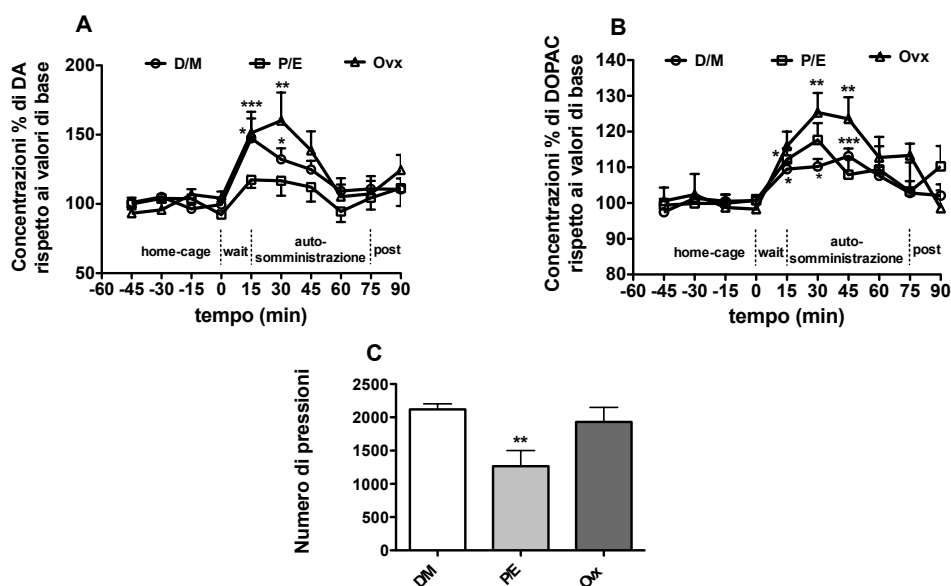 A
D/M
P/E
Ovx
Concentrazioni % di DA
rispetto ai valori di base
200
150
100
50
***
**
*
*
home-cage
wait
auto-
somministrazione
post
-60 -45 -30 -15 0 15 30 45 60 75 90
tempo (min)
B
D/M
P/E
Ovx
Concentrazioni % di DOPAC
rispetto ai valori di base
140
130
120
110
100
90
80
**
**
*
***
*
*
home-cage
wait
auto-
somministrazione
post
-60 -45 -30 -15 0 15 30 45 60 75 90
tempo (min)
C
Numero di pressioni
2500
2000
1500
1000
500
0
**
D/M
P/E
Ovx